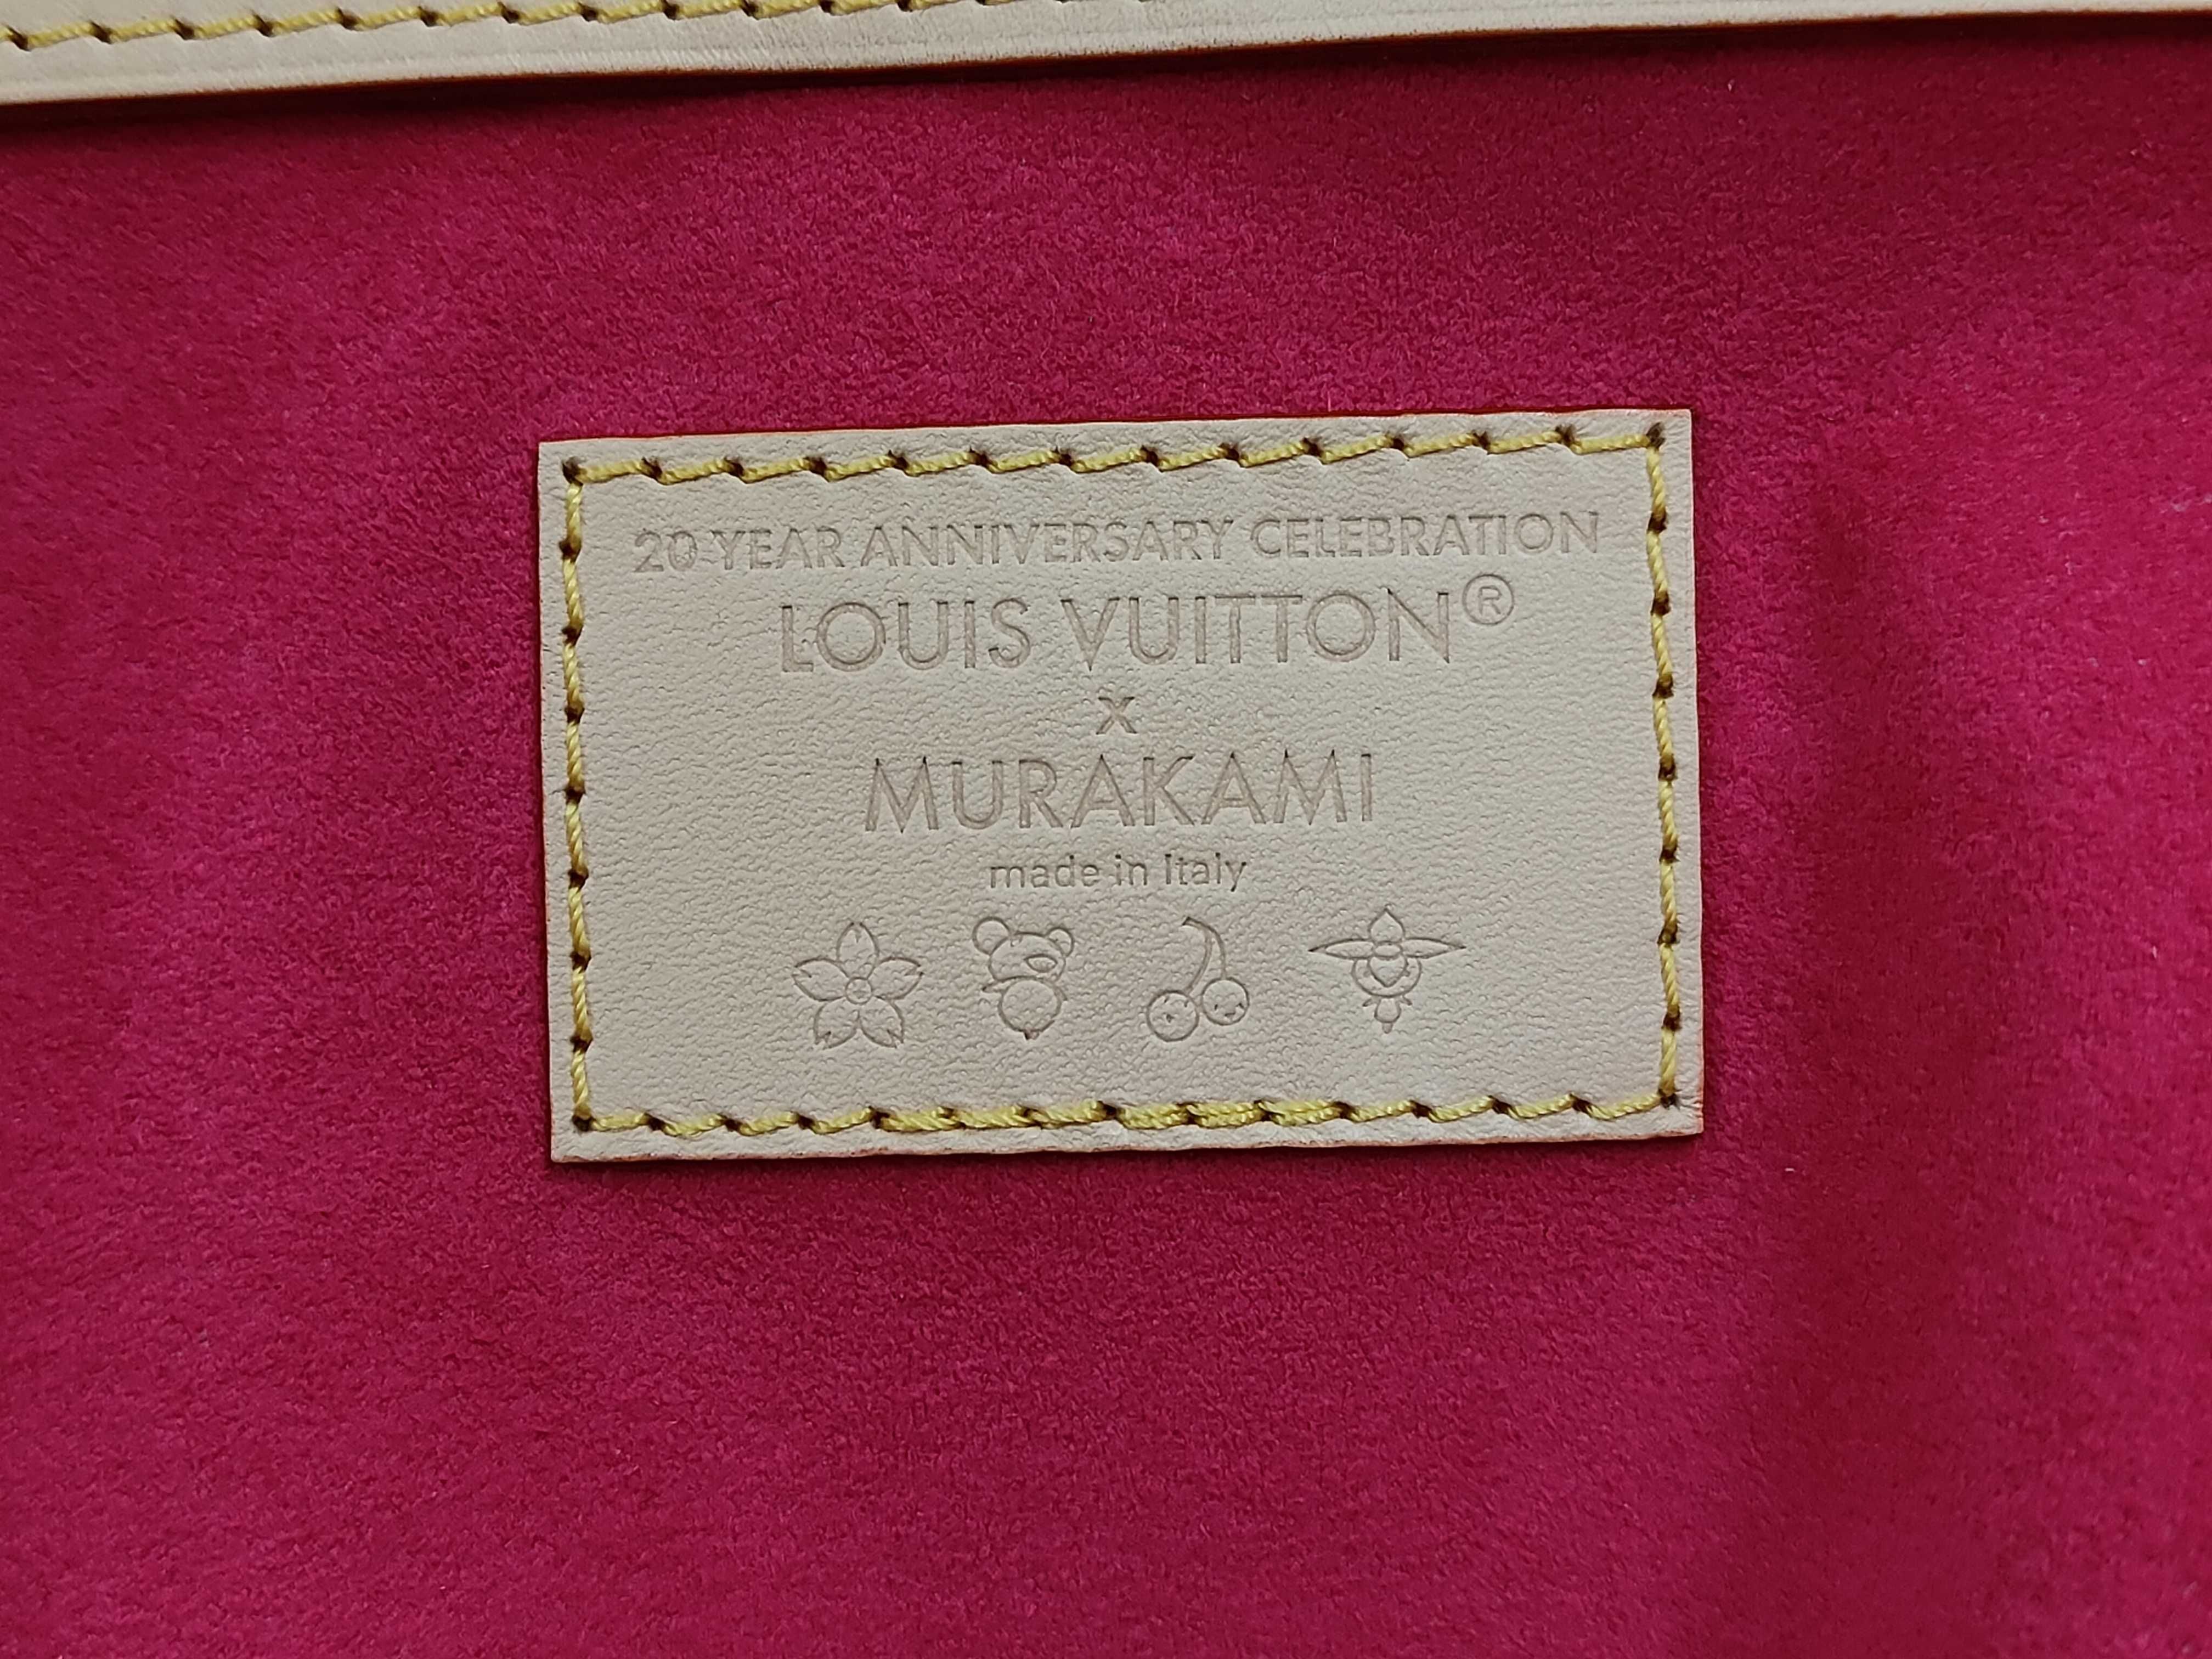 20 YEAR ANNIVERSARY CELEBRATION
LOUIS VUITTON®
x
MURAKAMI
made in Italy